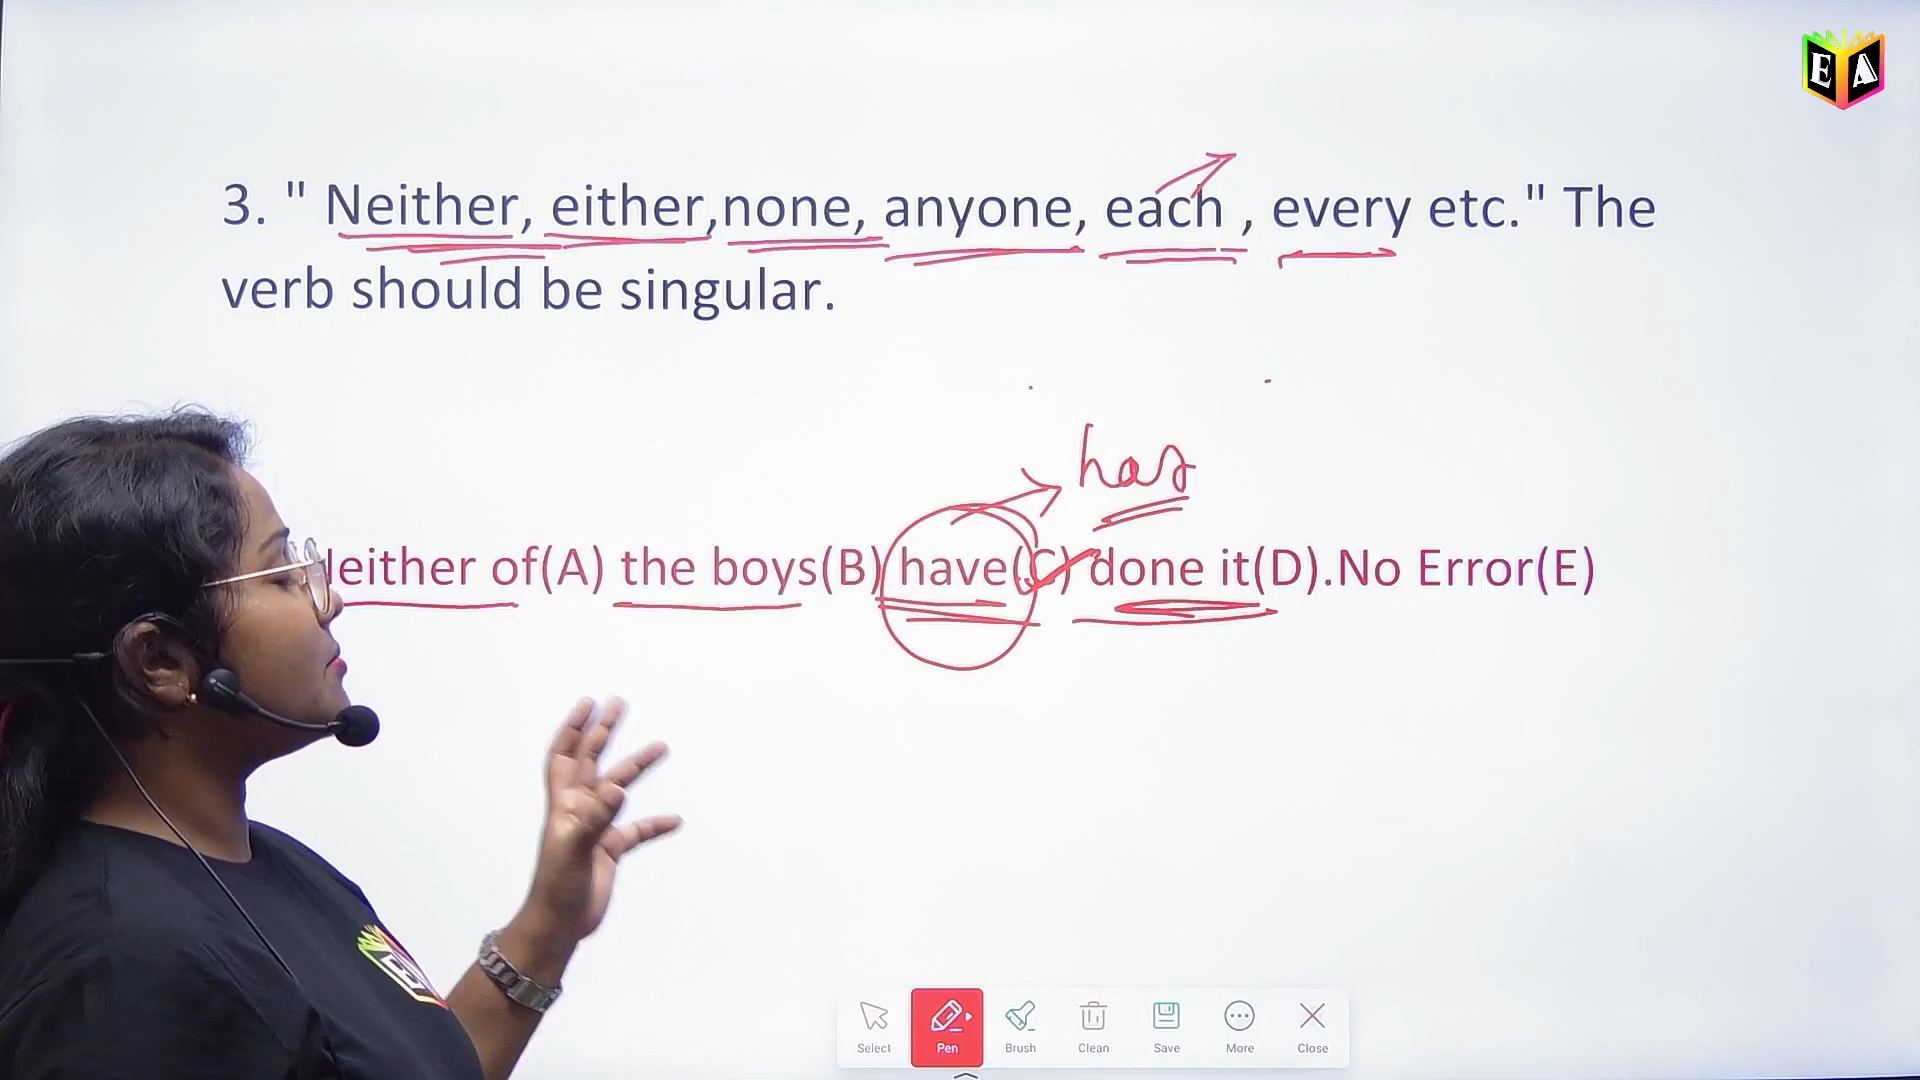 E A
3. " Neither, either,none, anyone, each , every etc." The
verb should be singular.
has
Neither of(A) the boys(B) have(C) done it(D).No Error(E)
Select Pen Brush Clean Save More Close